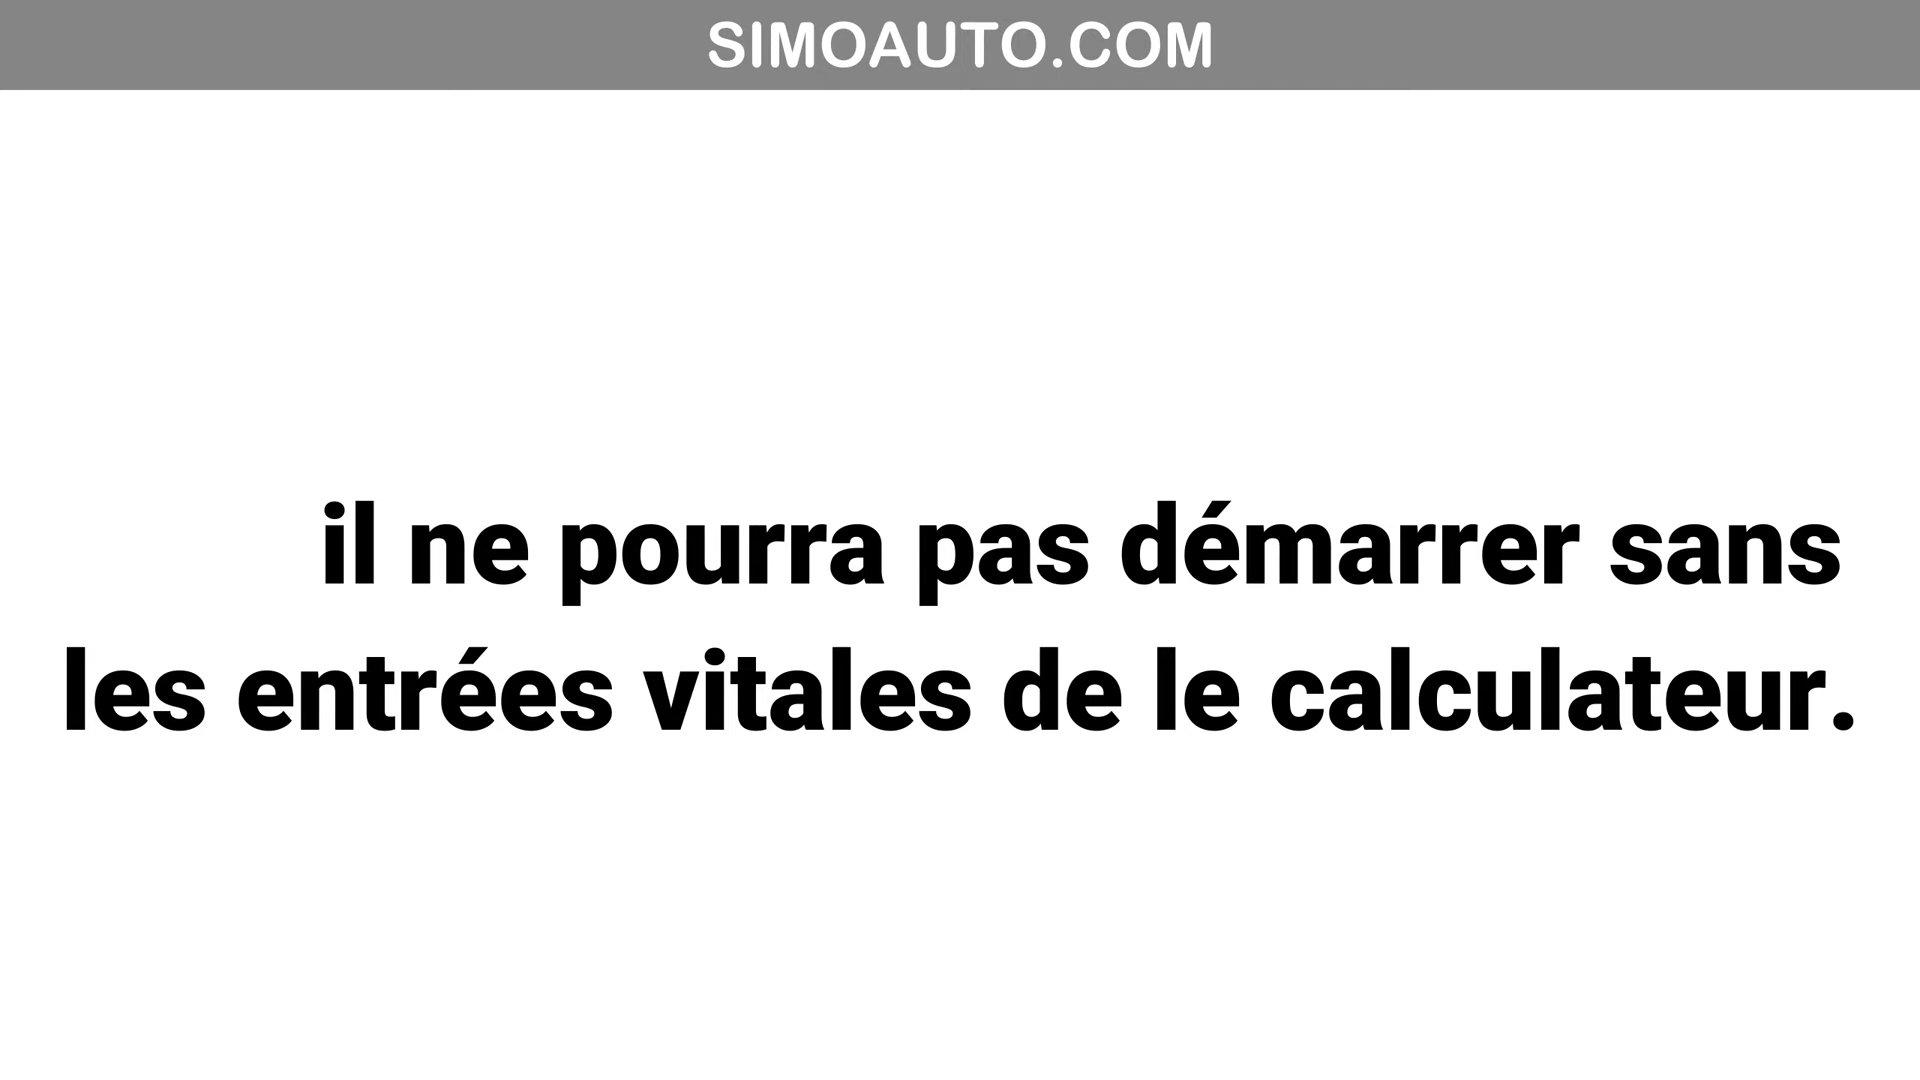 SIMOAUTO.COM
il ne pourra pas démarrer sans
les entrées vitales de le calculateur.